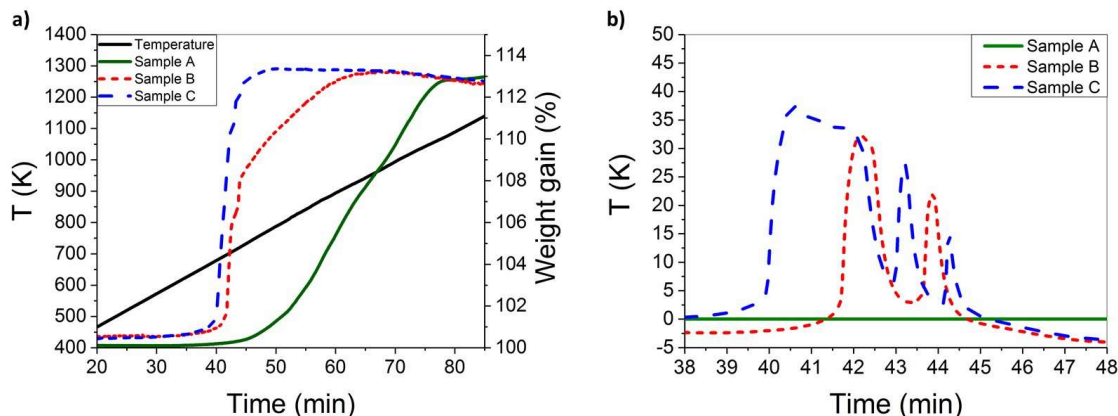 a)
1400
1300
1200
1100
1000
900
800
700
600
500
400
T (K)
Temperature
Sample A
Sample B
Sample C
114
112
110
108
106
104
102
100
Weight gain (%)
20 30 40 50 60 70 80
Time (min)
b)
50
45
40
35
30
25
20
15
10
5
0
-5
T (K)
Sample A
Sample B
Sample C
38 39 40 41 42 43 44 45 46 47 48
Time (min)